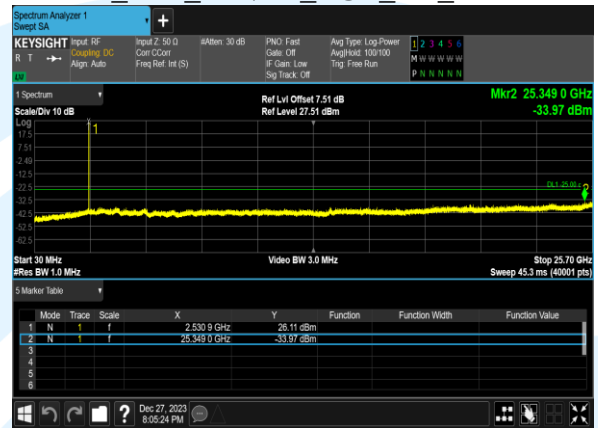 Spectrum Analyzer 1
Swept SA
+
KEYSIGHT
R T
LV
Input: RF
Coupling: DC
Align: Auto
Input Z: 50 Ω
Corr CCorr
Freq Ref: Int (S)
#Atten: 30 dB
PNO: Fast
Gate: Off
IF Gain: Low
Sig Track: Off
Avg Type: Log-Power
Avg|Hold: 100/100
Trig: Free Run
1 2 3 4 5 6
M W W W W W
P N N N N N
1 Spectrum
Scale/Div 10 dB
Ref Lvl Offset 7.51 dB
Ref Level 27.51 dBm
Mkr2 25.349 0 GHz
-33.97 dBm
Log
1
17.5
7.51
-2.49
-12.5
-22.5
DL1 -25.00
2
-32.5
-42.5
-52.5
-62.5
Start 30 MHz
Video BW 3.0 MHz
Stop 25.70 GHz
#Res BW 1.0 MHz
Sweep 45.3 ms (40001 pts)
5 Marker Table
Mode Trace Scale X Y Function Function Width Function Value
1 N 1 f 2.530 9 GHz 26.11 dBm
2 N 1 f 25.349 0 GHz -33.97 dBm
3
4
5
6
?
Dec 27, 2023
8:05:24 PM